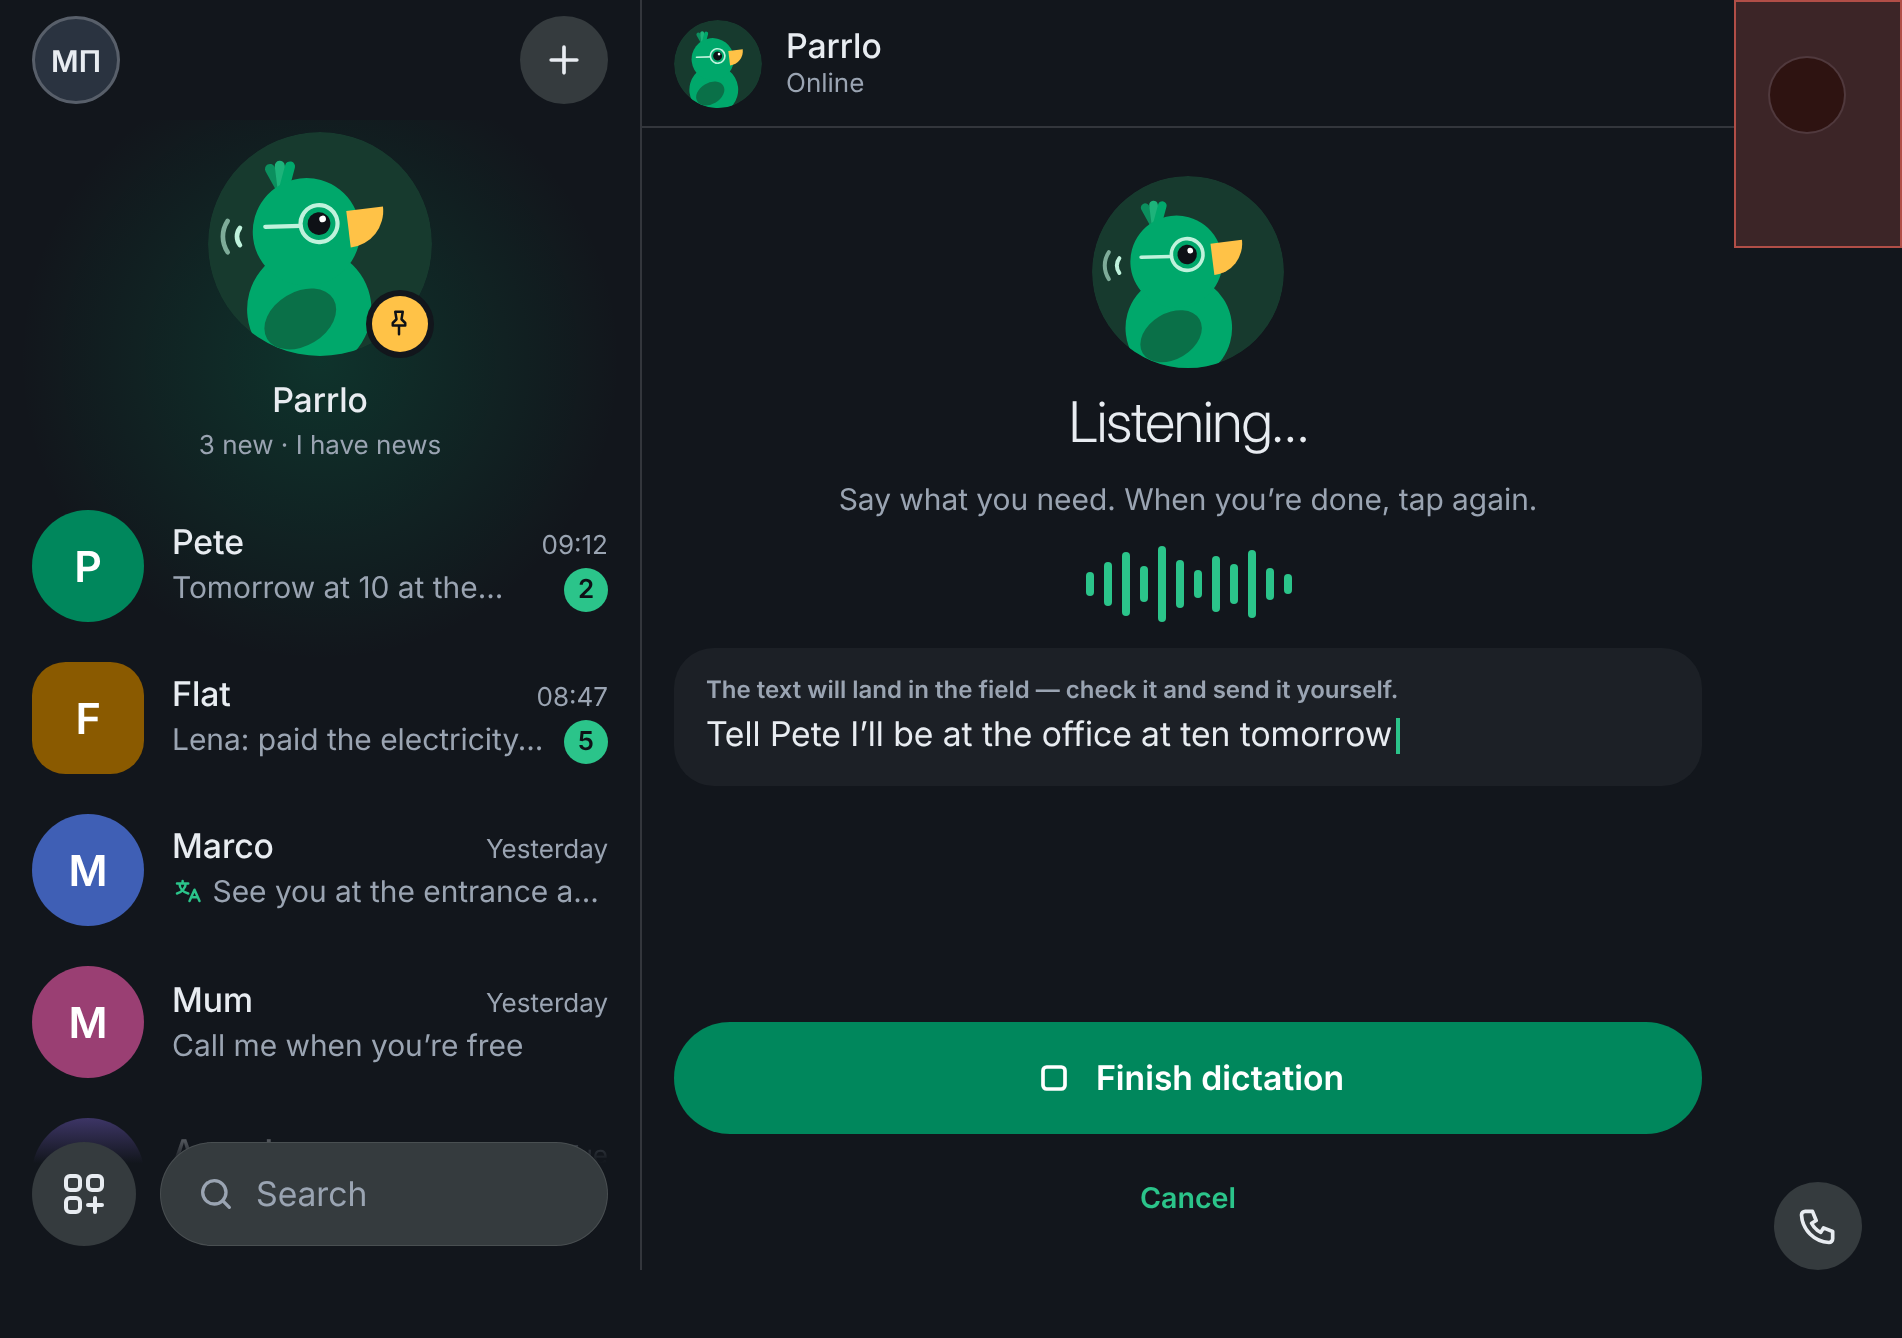 МП
Parrlo
3 new · I have news
Pete
09:12
Tomorrow at 10 at the...
2
P
Flat
08:47
Lena: paid the electricity...
5
F
Marco
Yesterday
See you at the entrance a...
M
Mum
Yesterday
Call me when you’re free
M
Search
Parrlo
Online
Listening...
Say what you need. When you’re done, tap again.
The text will land in the field — check it and send it yourself.
Tell Pete I’ll be at the office at ten tomorrow
Finish dictation
Cancel